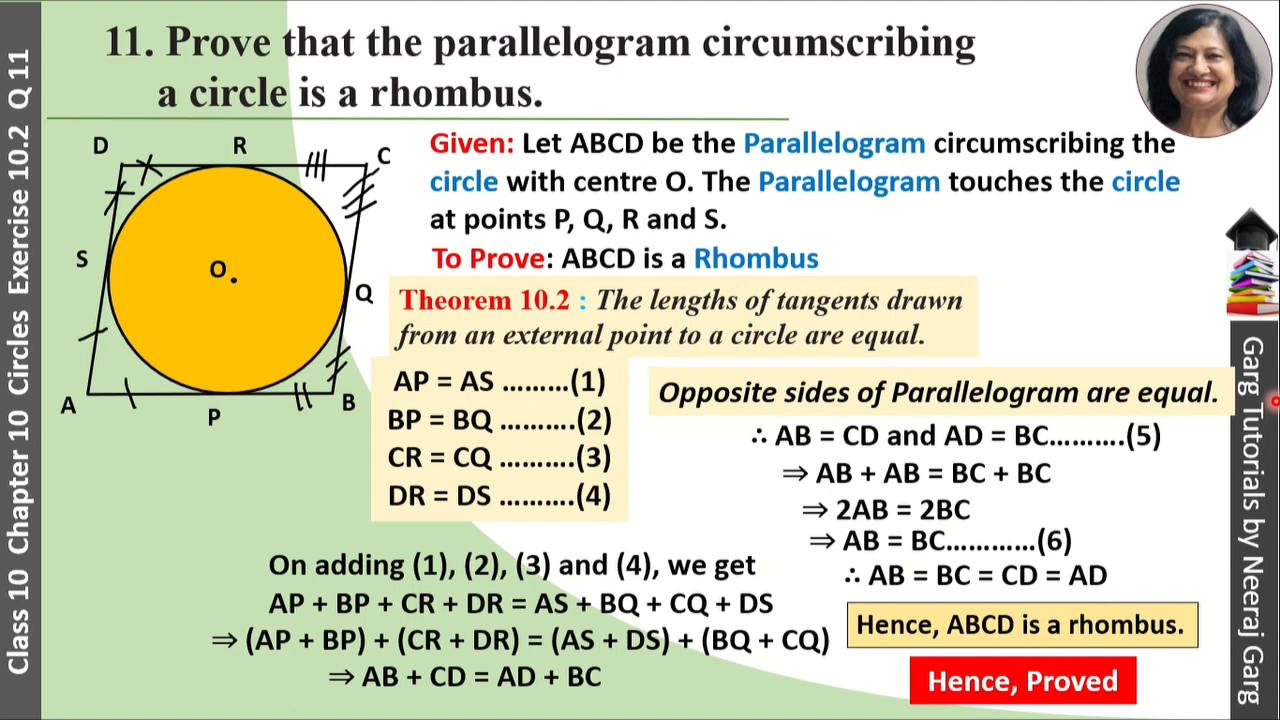 11. Prove that the parallelogram circumscribing
a circle is a rhombus.
Class 10 Chapter 10 Circles Exercise 10.2 Q 11
D
R
C
S
O
Q
A
P
B
Given: Let ABCD be the Parallelogram circumscribing the
circle with centre O. The Parallelogram touches the circle
at points P, Q, R and S.
To Prove: ABCD is a Rhombus
Theorem 10.2 : The lengths of tangents drawn
from an external point to a circle are equal.
AP = AS .........(1)
BP = BQ ..........(2)
CR = CQ ..........(3)
DR = DS ..........(4)
On adding (1), (2), (3) and (4), we get
AP + BP + CR + DR = AS + BQ + CQ + DS
⇒ (AP + BP) + (CR + DR) = (AS + DS) + (BQ + CQ)
⇒ AB + CD = AD + BC
Opposite sides of Parallelogram are equal.
∴ AB = CD and AD = BC..........(5)
⇒ AB + AB = BC + BC
⇒ 2AB = 2BC
⇒ AB = BC............(6)
∴ AB = BC = CD = AD
Hence, ABCD is a rhombus.
Hence, Proved
Garg Tutorials by Neeraj Garg